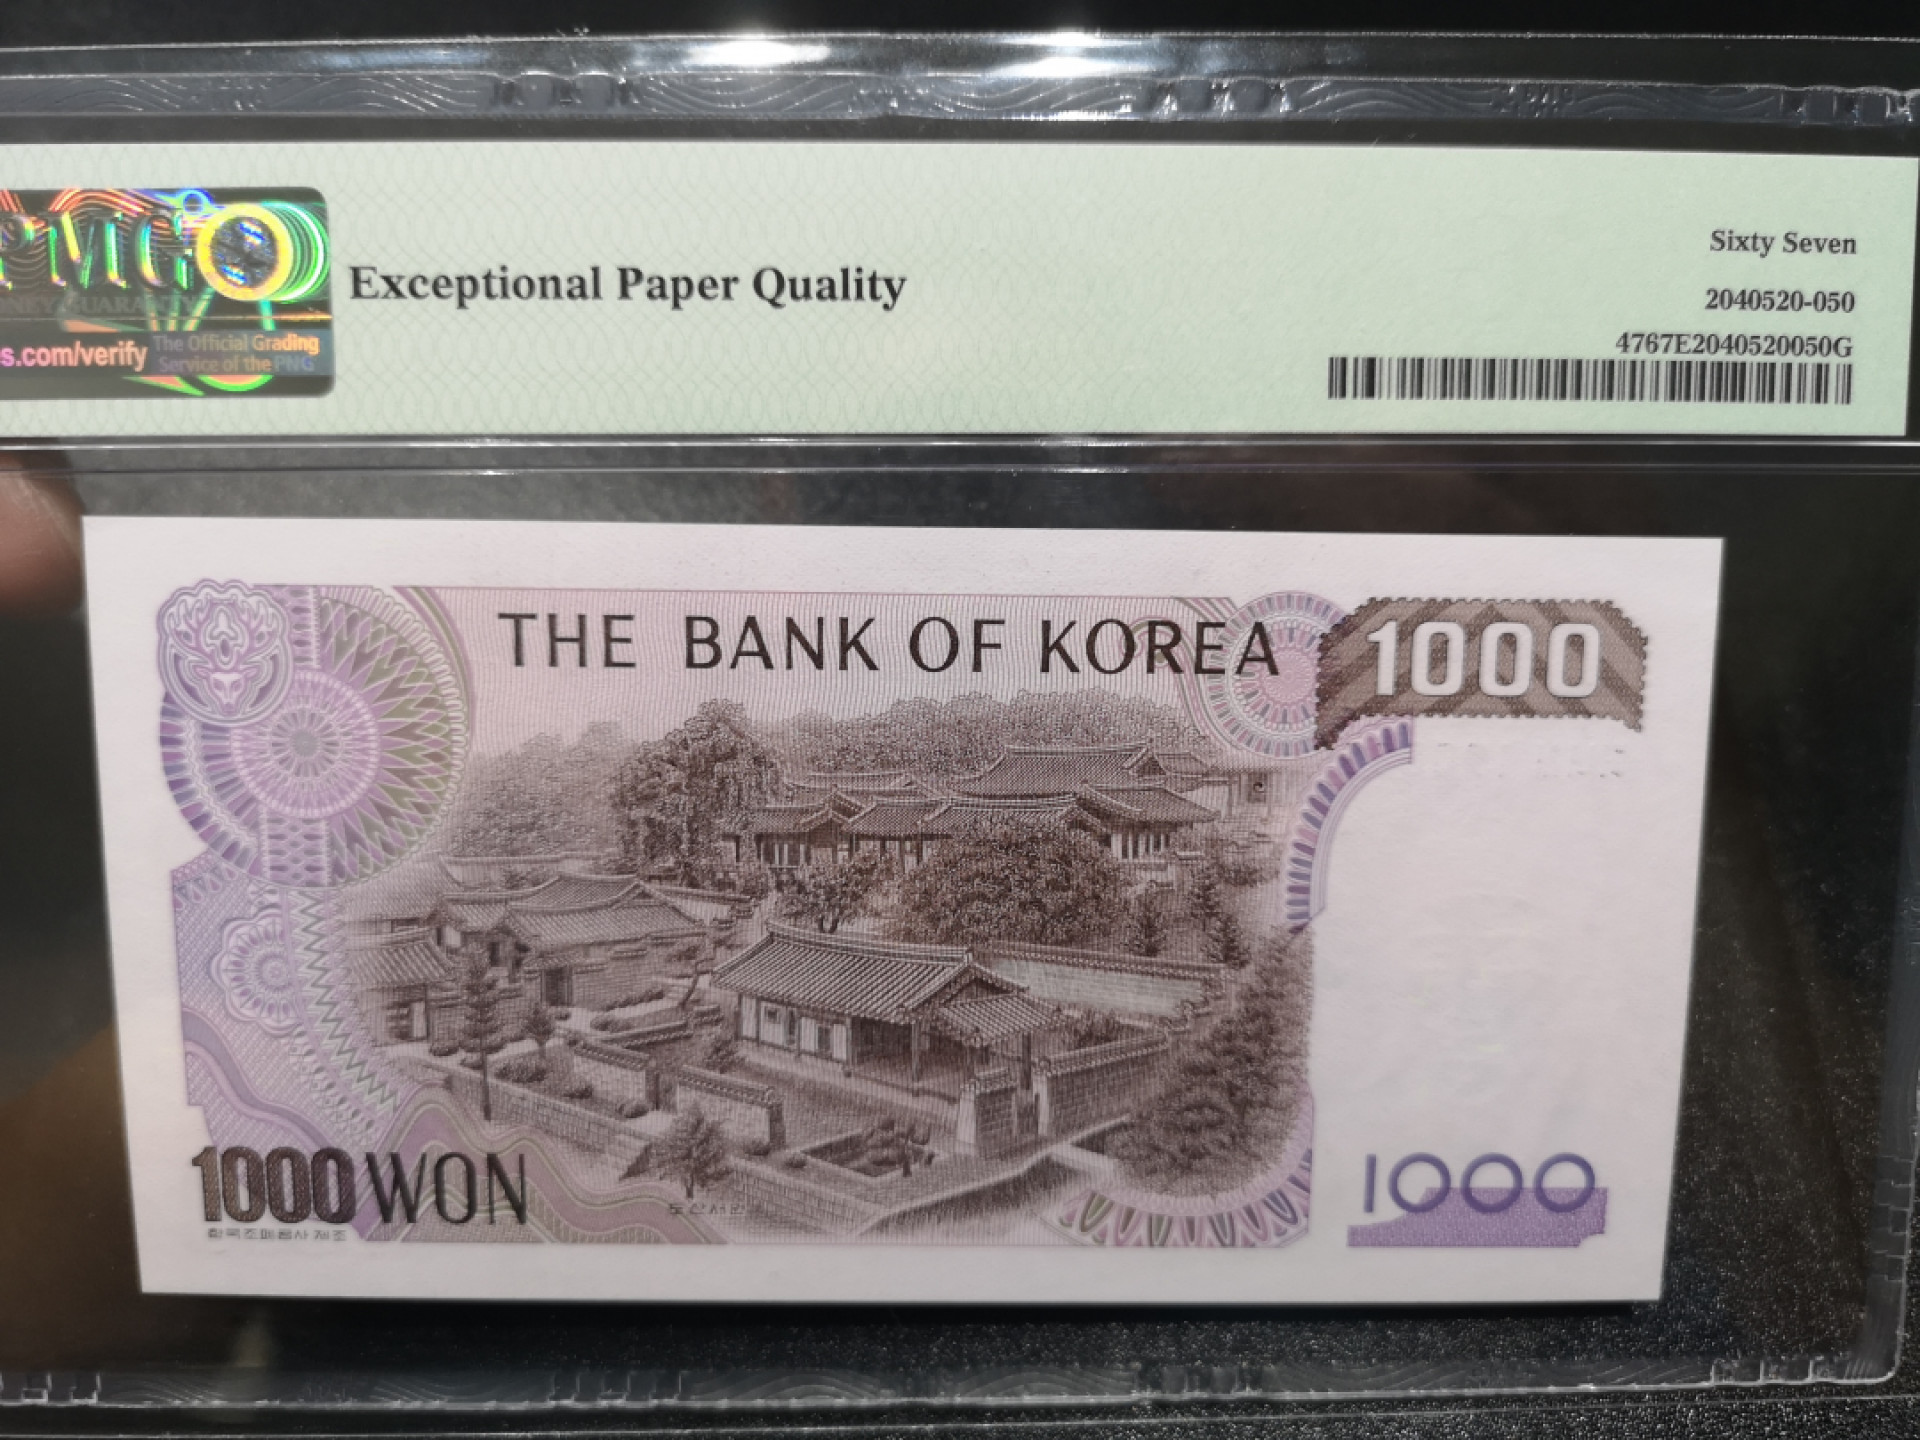 PMG
Exceptional Paper Quality
Sixty Seven
2040520-050
4767E2040520050G
s.com/verify
The Official Grading
Service of the PNG
THE BANK OF KOREA
1000
1000 WON
도산서원
한국조폐공사 제조
1000